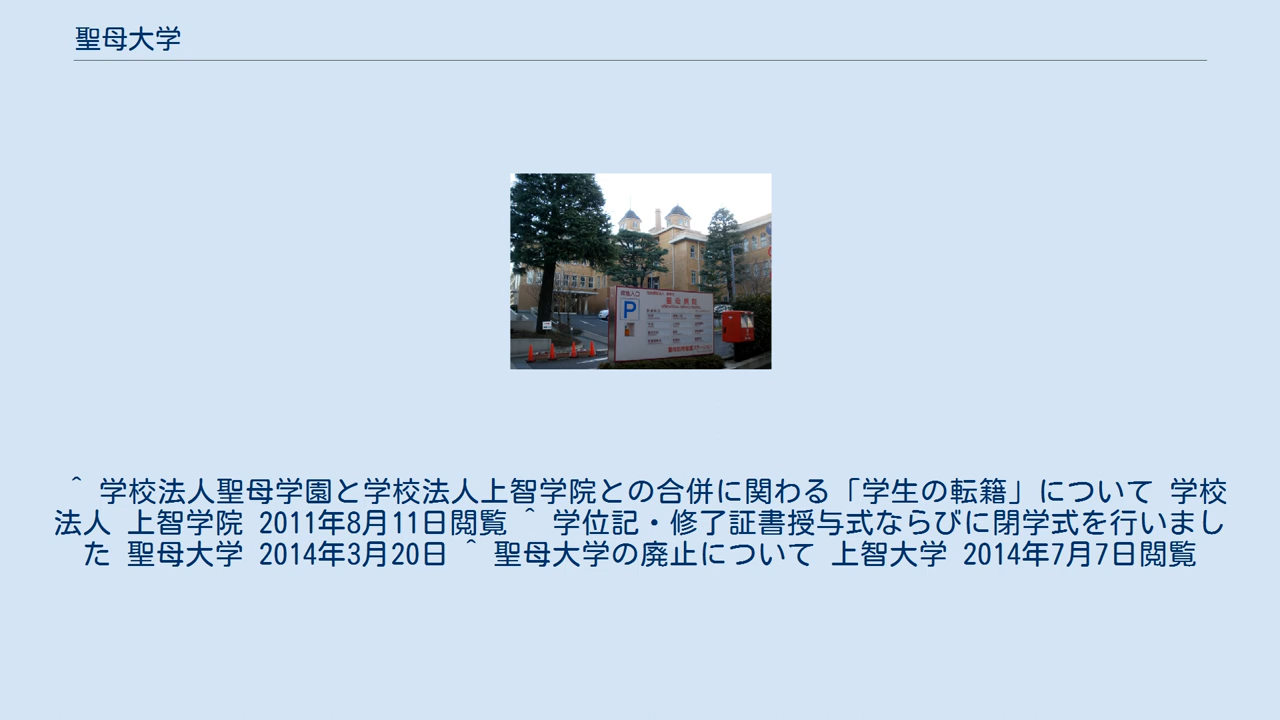 聖母大学
P
聖母病院
^ 学校法人聖母学園と学校法人上智学院との合併に関わる「学生の転籍」について 学校
法人 上智学院 2011年8月11日閲覧 ^ 学位記・修了証書授与式ならびに閉学式を行いまし
た 聖母大学 2014年3月20日 ^ 聖母大学の廃止について 上智大学 2014年7月7日閲覧